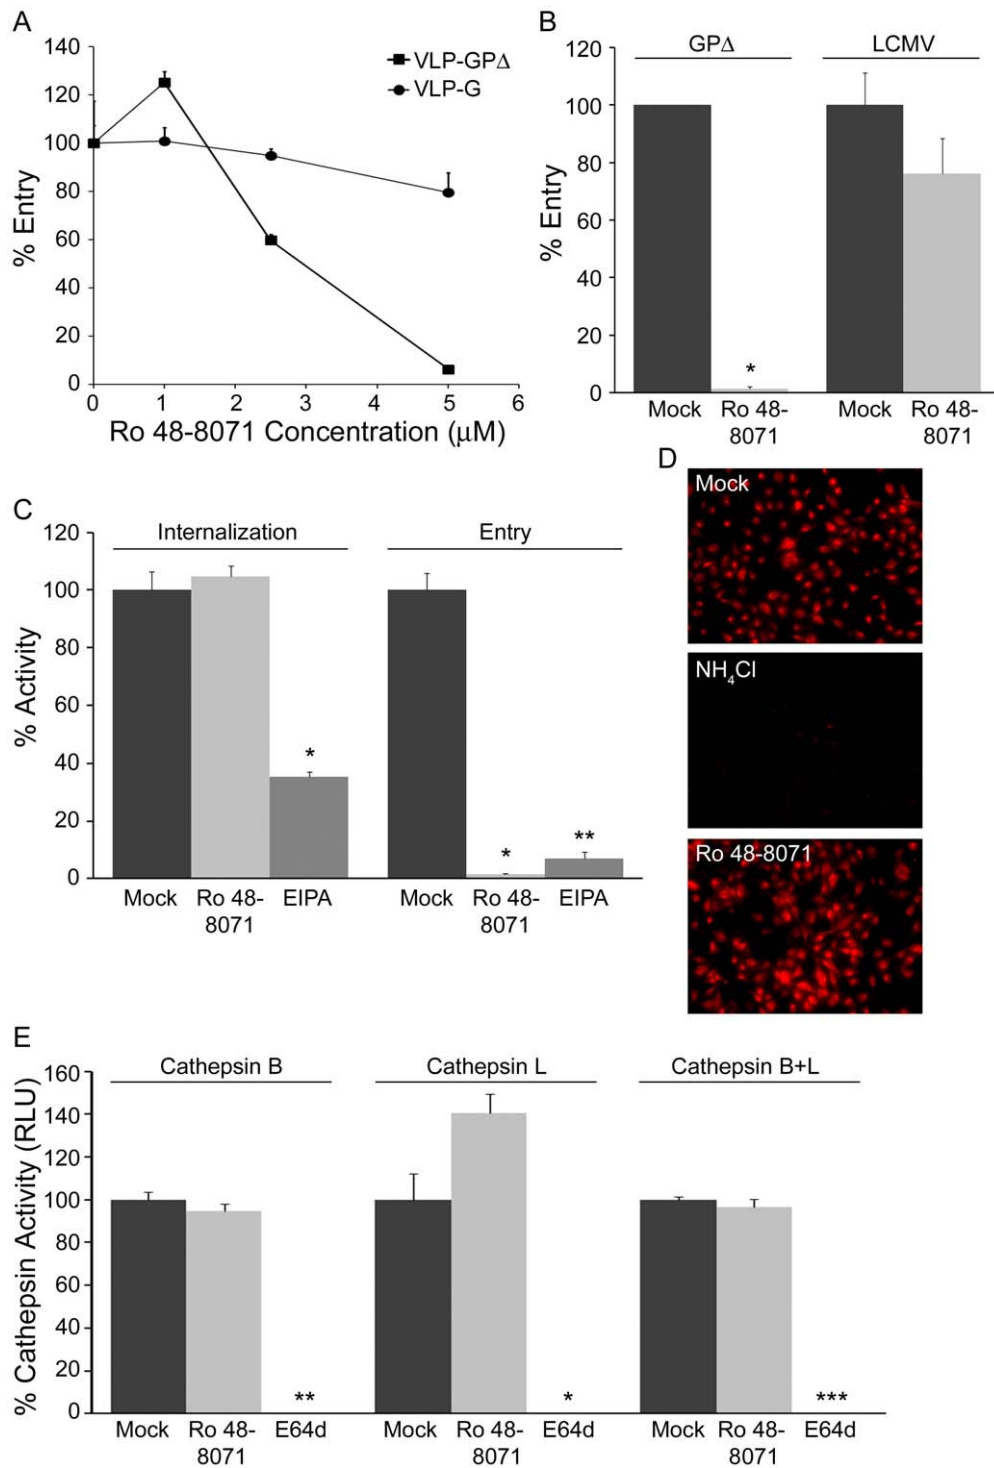 A
140
120
100
80
60
40
20
0
% Entry
0 1 2 3 4 5 6
Ro 48-8071 Concentration (μM)
VLP-GPΔ
VLP-G
B
120
100
80
60
40
20
0
% Entry
GPΔ LCMV
*
Mock Ro 48-8071 Mock Ro 48-8071
C
120
100
80
60
40
20
0
% Activity
Internalization Entry
* * **
Mock Ro 48-8071 EIPA Mock Ro 48-8071 EIPA
D
Mock
NH₄Cl
Ro 48-8071
E
160
140
120
100
80
60
40
20
0
% Cathepsin Activity (RLU)
Cathepsin B Cathepsin L Cathepsin B+L
** * ***
Mock Ro 48-8071 E64d Mock Ro 48-8071 E64d Mock Ro 48-8071 E64d